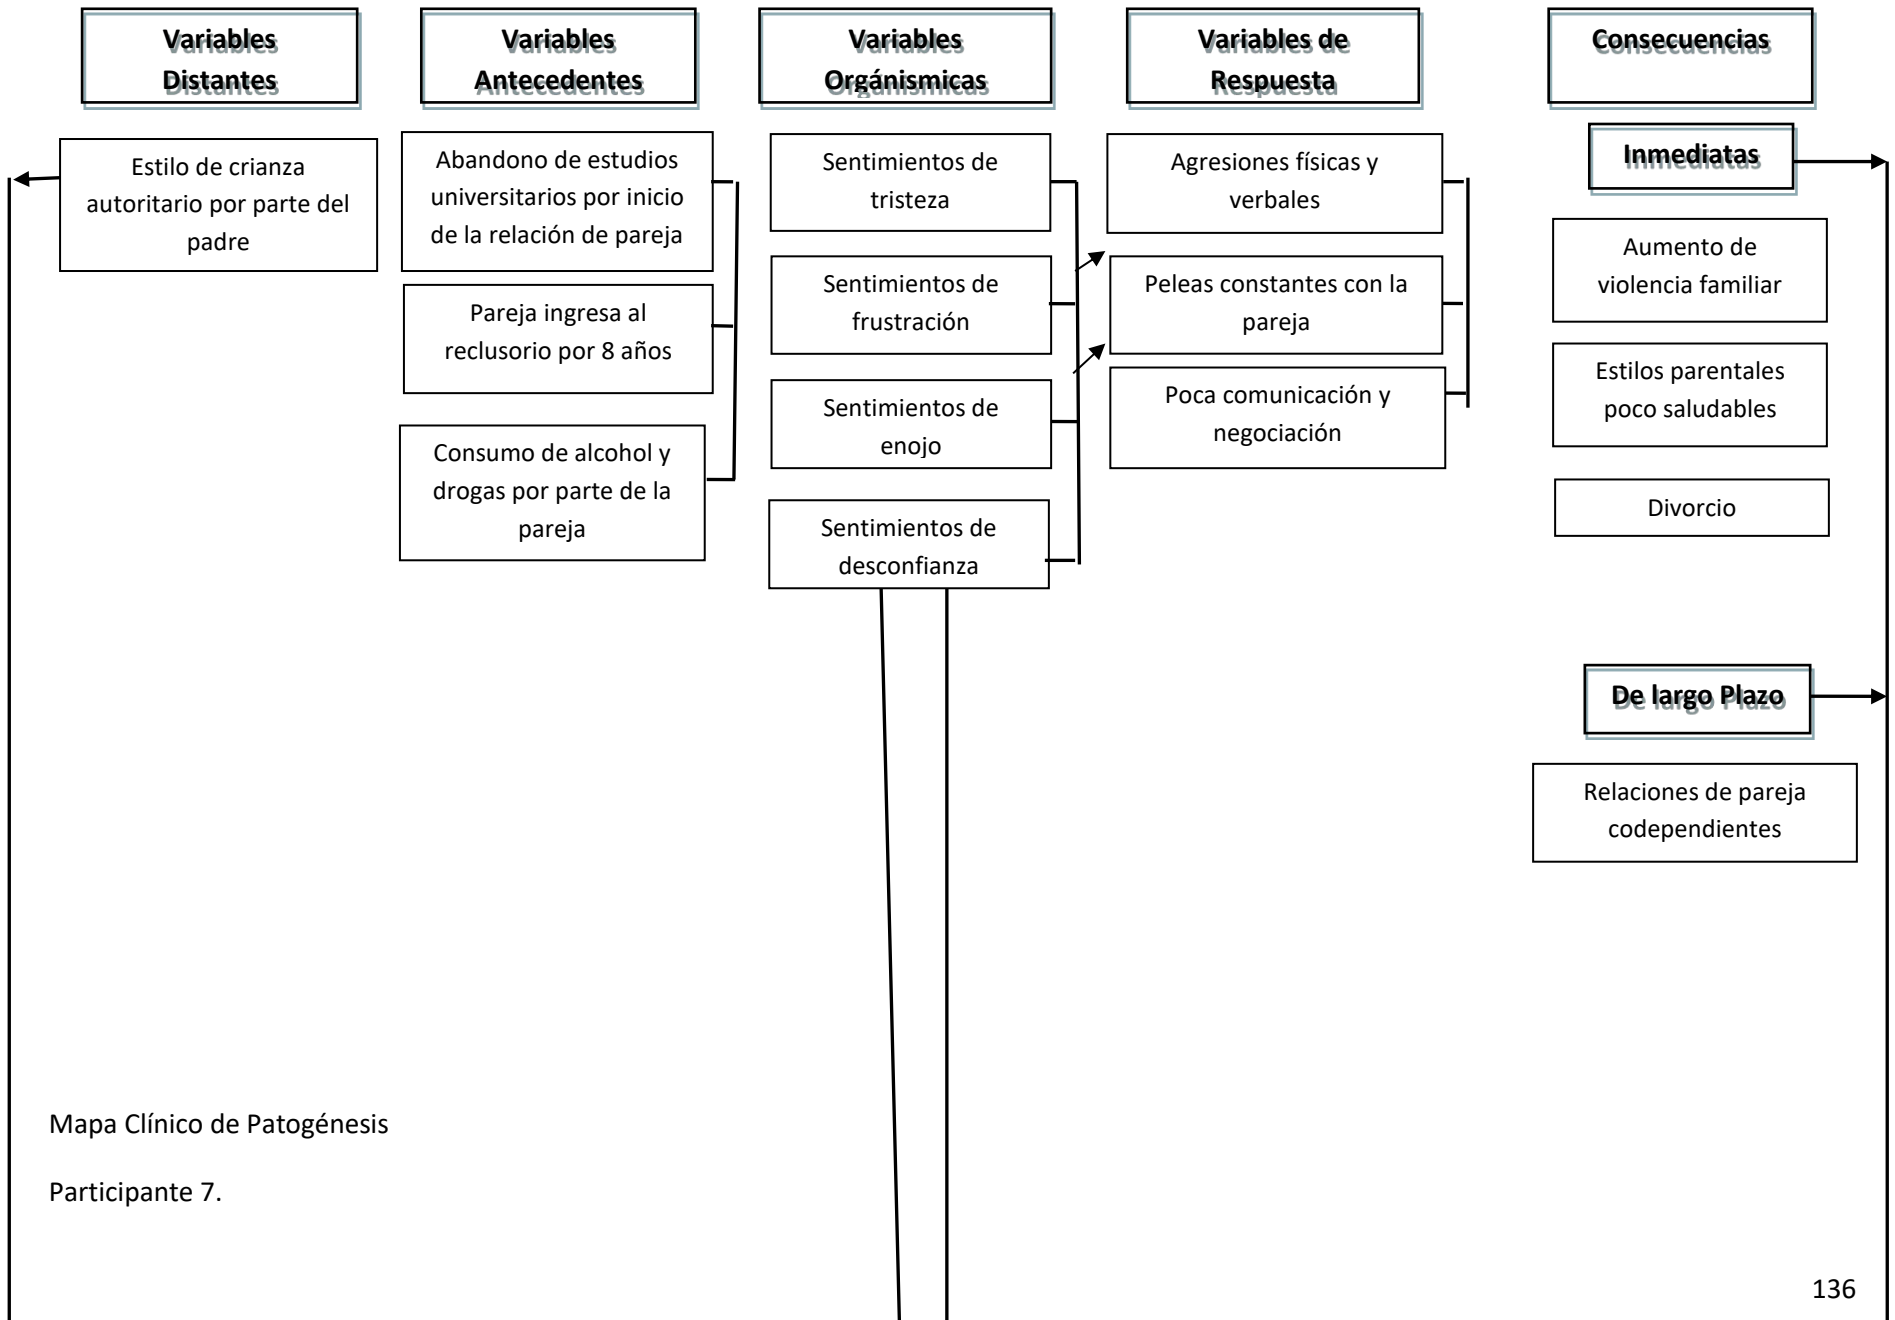 Variables
Distantes
Estilo de crianza
autoritario por parte del
padre
Variables
Antecedentes
Abandono de estudios
universitarios por inicio
de la relación de pareja
Pareja ingresa al
reclusorio por 8 años
Consumo de alcohol y
drogas por parte de la
pareja
Variables
Orgánismicas
Sentimientos de
tristeza
Sentimientos de
frustración
Sentimientos de
enojo
Sentimientos de
desconfianza
Variables de
Respuesta
Agresiones físicas y
verbales
Peleas constantes con la
pareja
Poca comunicación y
negociación
Consecuencias
Inmediatas
Aumento de
violencia familiar
Estilos parentales
poco saludables
Divorcio
De largo Plazo
Relaciones de pareja
codependientes
Mapa Clínico de Patogénesis
Participante 7.
136